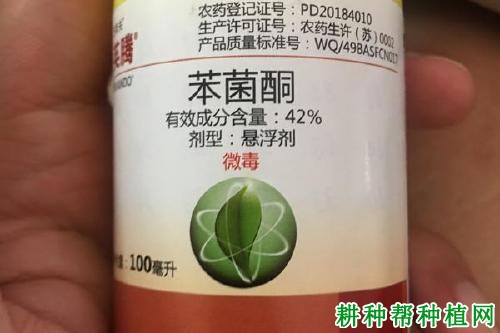 农药登记证号：PD20184010
生产许可证号：农药生许（苏）0002
产品质量标准号：WQ/49BASFCN017
英腾®
苯菌酮
有效成分含量：42%
剂型：悬浮剂
微毒
100毫升
耕种帮种植网